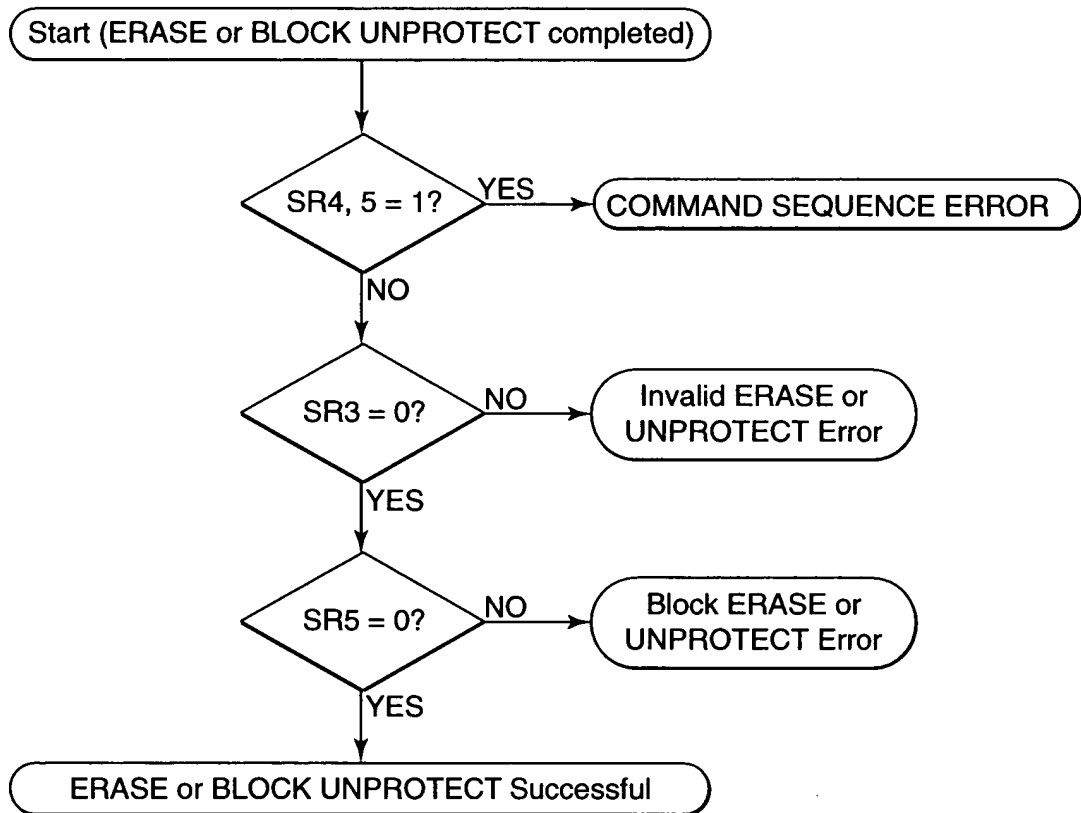 Start (ERASE or BLOCK UNPROTECT completed)
SR4, 5 = 1?
YES
COMMAND SEQUENCE ERROR
NO
SR3 = 0?
NO
Invalid ERASE or
UNPROTECT Error
YES
SR5 = 0?
NO
Block ERASE or
UNPROTECT Error
YES
ERASE or BLOCK UNPROTECT Successful